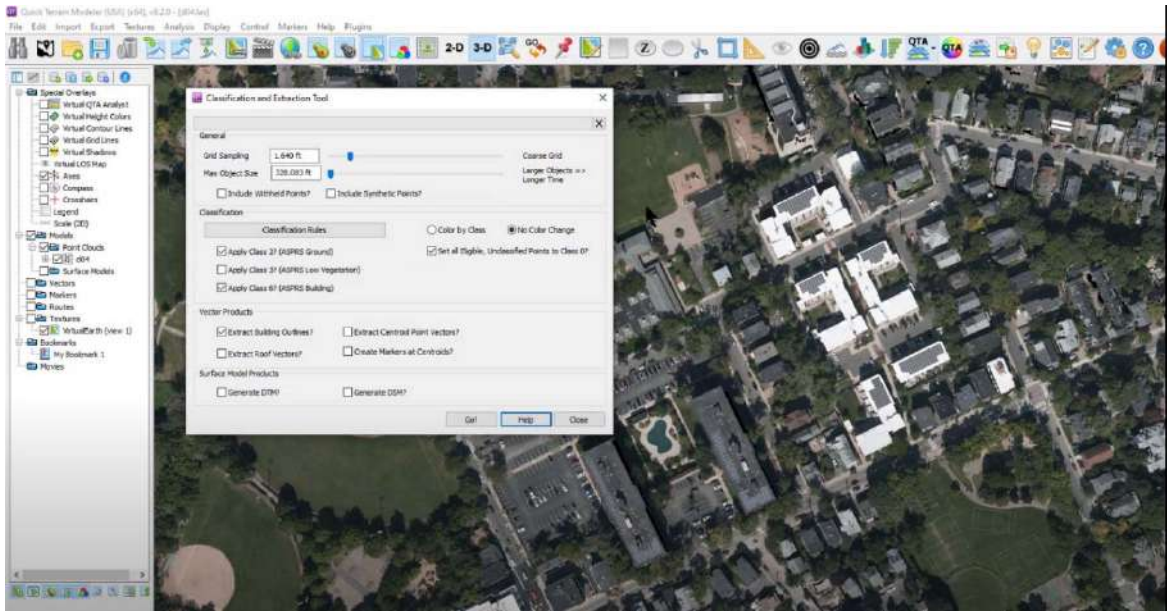 Quick Terrain Modeler (USA) (x64), v8.2.0 - [d04.las]
File Edit Import Export Textures Analysis Display Control Markers Help Plugins
2-D 3-D QTA QTA
Special Overlays
Virtual QTA Analyst
Virtual Height Colors
Virtual Contour Lines
Virtual Grid Lines
Virtual Shadows
Virtual LOS Map
Axes
Compass
Crosshairs
Legend
Scale (2D)
Models
Point Clouds
d04
Surface Models
Vectors
Markers
Routes
Textures
VirtualEarth (view 1)
Bookmarks
My Bookmark 1
Movies
Classification and Extraction Tool
General
Grid Sampling 1.640 ft Coarse Grid
Max Object Size 328.083 ft Larger Objects =>
Longer Time
Include Withheld Points? Include Synthetic Points?
Classification
Classification Rules Color by Class No Color Change
Apply Class 2? (ASPRS Ground) Set all Eligible, Unclassified Points to Class 0?
Apply Class 3? (ASPRS Low Vegetation)
Apply Class 6? (ASPRS Building)
Vector Products
Extract Building Outlines? Extract Centroid Point Vectors?
Extract Roof Vectors? Create Markers at Centroids?
Surface Model Products
Generate DTM? Generate DSM?
Go! Help Close